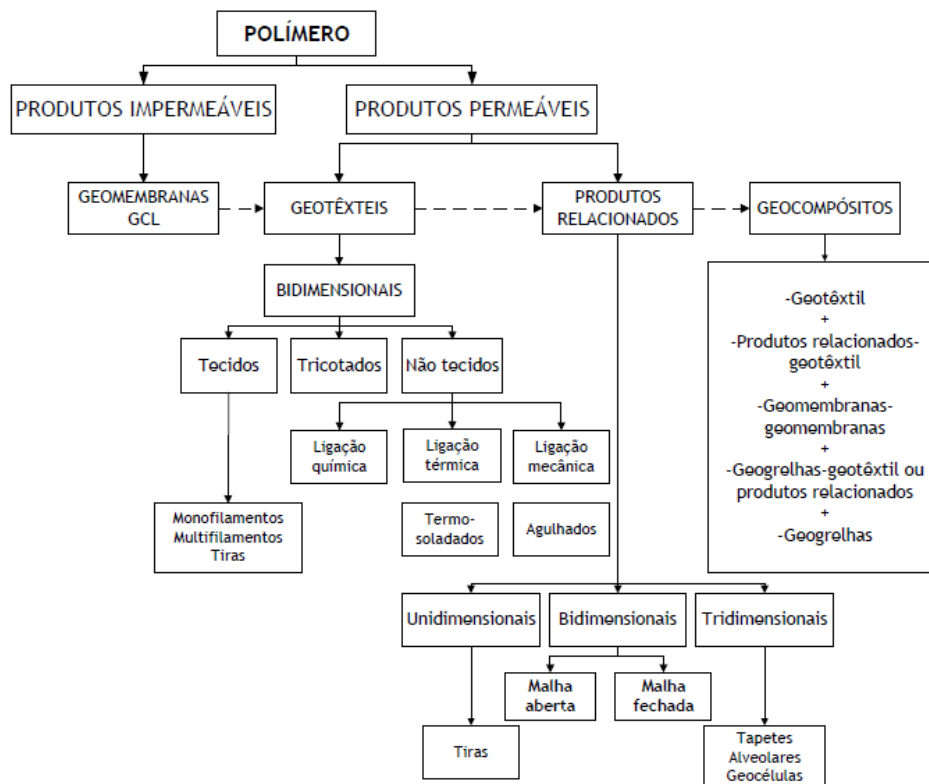 POLÍMERO
PRODUTOS IMPERMEÁVEIS
PRODUTOS PERMEÁVEIS
GEOMEMBRANAS
GCL
GEOTÊXTEIS
PRODUTOS
RELACIONADOS
GEOCOMPÓSITOS
BIDIMENSIONAIS
Tecidos
Tricotados
Não tecidos
Ligação
química
Ligação
térmica
Ligação
mecânica
Monofilamentos
Multifilamentos
Tiras
Termo-
soladados
Agulhados
-Geotêxtil
+
-Produtos relacionados-
geotêxtil
+
-Geomembranas-
geomembranas
+
-Geogrelhas-geotêxtil ou
produtos relacionados
+
-Geogrelhas
Unidimensionais
Bidimensionais
Tridimensionais
Malha
aberta
Malha
fechada
Tiras
Tapetes
Alveolares
Geocélulas